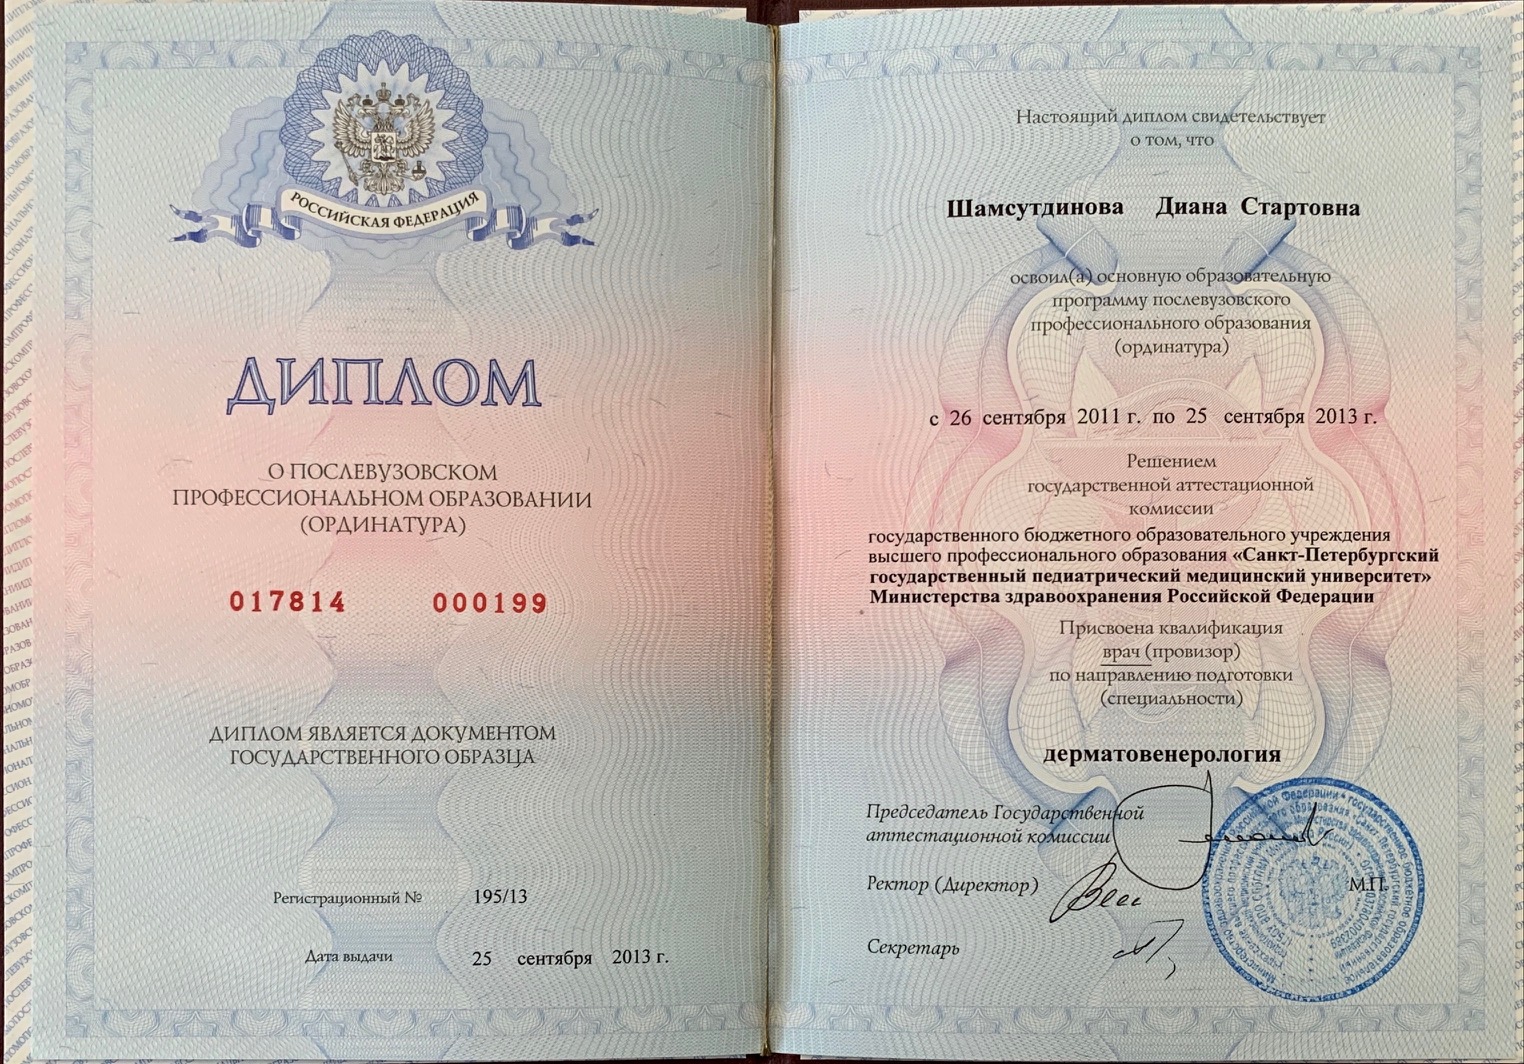 РОССИЙСКАЯ ФЕДЕРАЦИЯ
ДИПЛОМ
О ПОСЛЕВУЗОВСКОМ
ПРОФЕССИОНАЛЬНОМ ОБРАЗОВАНИИ
(ОРДИНАТУРА)
017814 000199
ДИПЛОМ ЯВЛЯЕТСЯ ДОКУМЕНТОМ
ГОСУДАРСТВЕННОГО ОБРАЗЦА
Регистрационный № 195/13
Дата выдачи 25 сентября 2013 г.
Настоящий диплом свидетельствует
о том, что
Шамсутдинова Диана Стартовна
освоил(а) основную образовательную
программу послевузовского
профессионального образования
(ординатура)
с 26 сентября 2011 г. по 25 сентября 2013 г.
Решением
государственной аттестационной
комиссии
государственного бюджетного образовательного учреждения
высшего профессионального образования «Санкт-Петербургский
государственный педиатрический медицинский университет»
Министерства здравоохранения Российской Федерации
Присвоена квалификация
врач (провизор)
по направлению подготовки
(специальности)
дерматовенерология
Председатель Государственной
аттестационной комиссии
Ректор (Директор)
М.П.
Секретарь